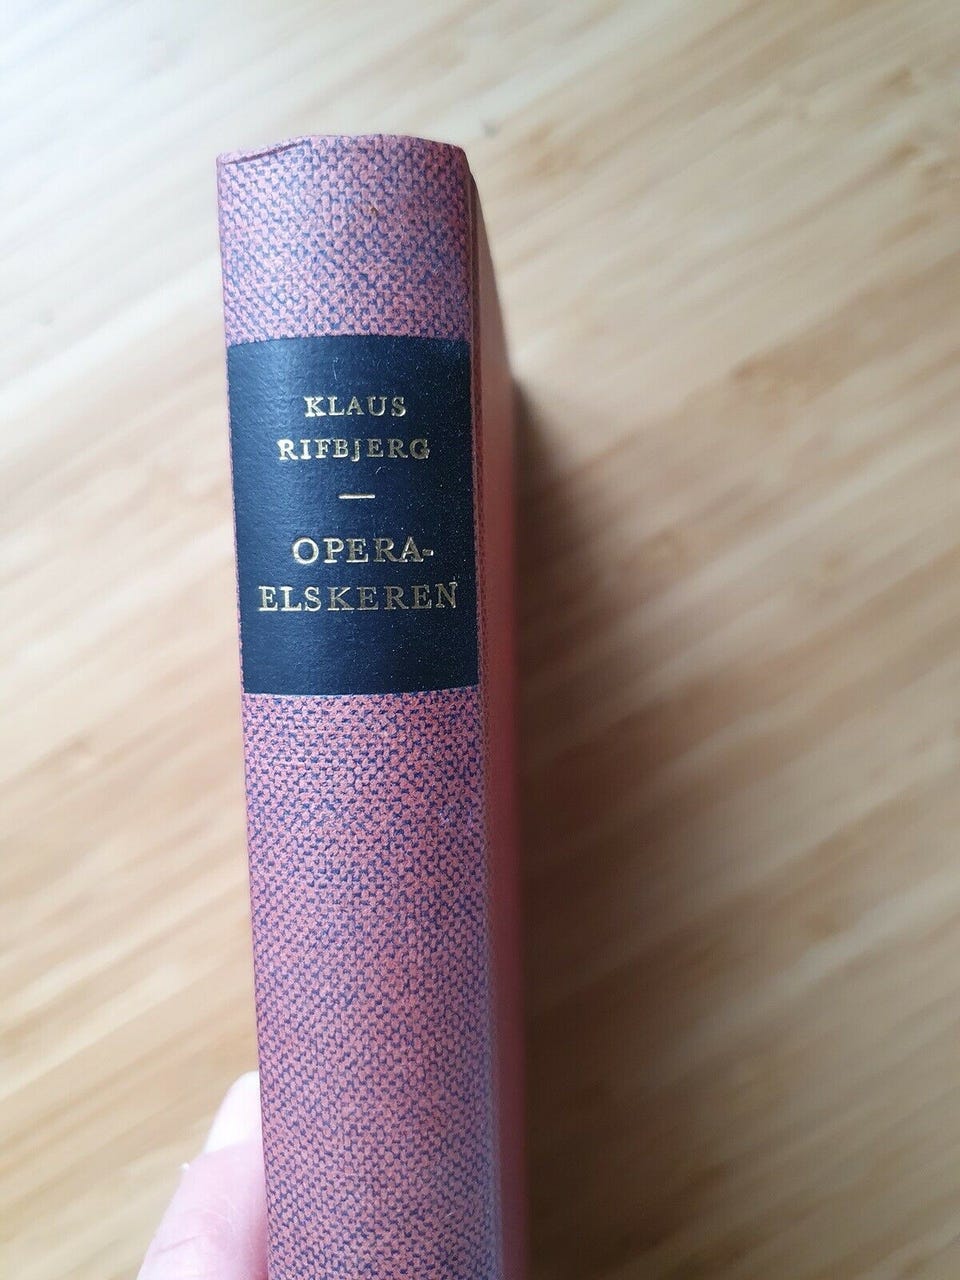 KLAUS
RIFBJERG
—
OPERA-
ELSKEREN